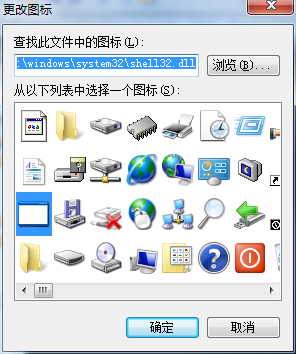 更改图标
查找此文件中的图标(L):
:\windows\system32\shell32.dll
浏览(B)...
从以下列表中选择一个图标(S):
确定
取消